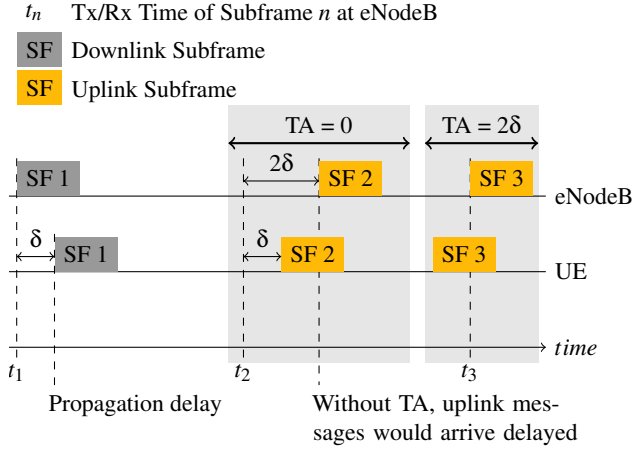 tn Tx/Rx Time of Subframe n at eNodeB
SF Downlink Subframe
SF Uplink Subframe
TA = 0 TA = 2δ
2δ
SF 1 SF 2 SF 3
eNodeB
δ δ
SF 1 SF 2 SF 3
UE
time
t1 t2 t3
Propagation delay
Without TA, uplink mes-
sages would arrive delayed